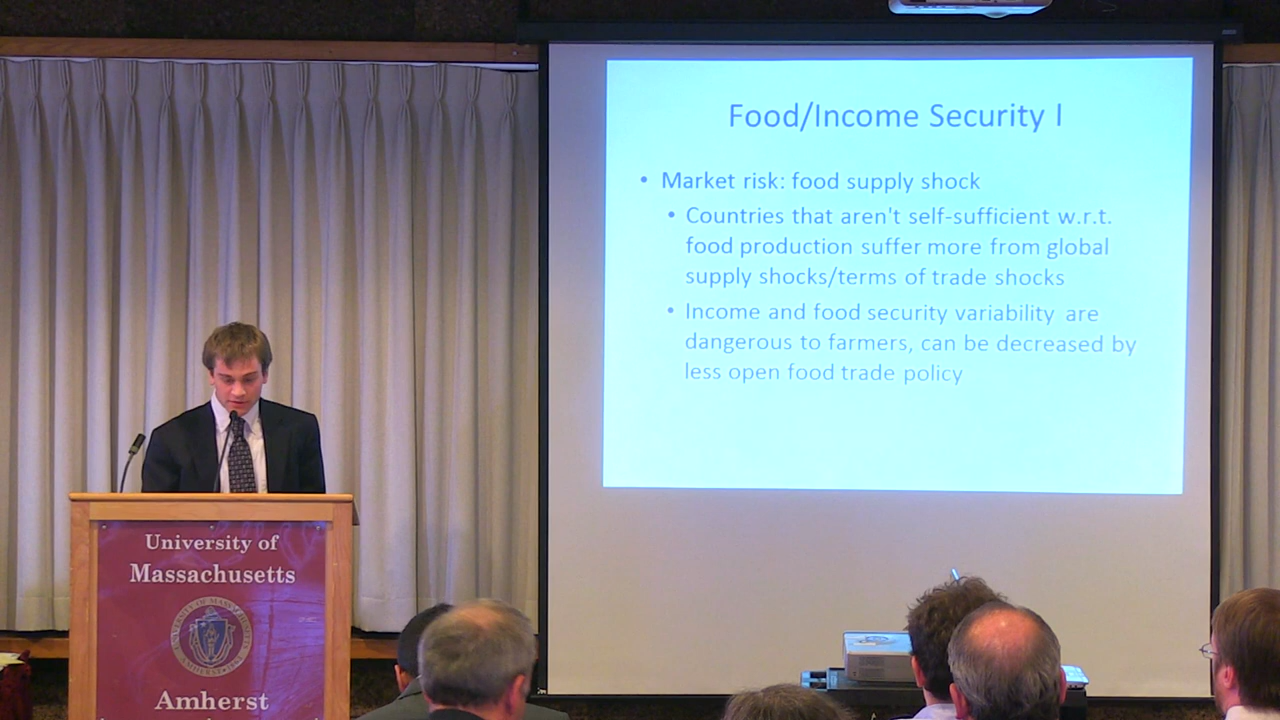 Food/Income Security I
• Market risk: food supply shock
• Countries that aren't self-sufficient w.r.t.
food production suffer more from global
supply shocks/terms of trade shocks
• Income and food security variability are
dangerous to farmers, can be decreased by
less open food trade policy
University of
Massachusetts
Amherst